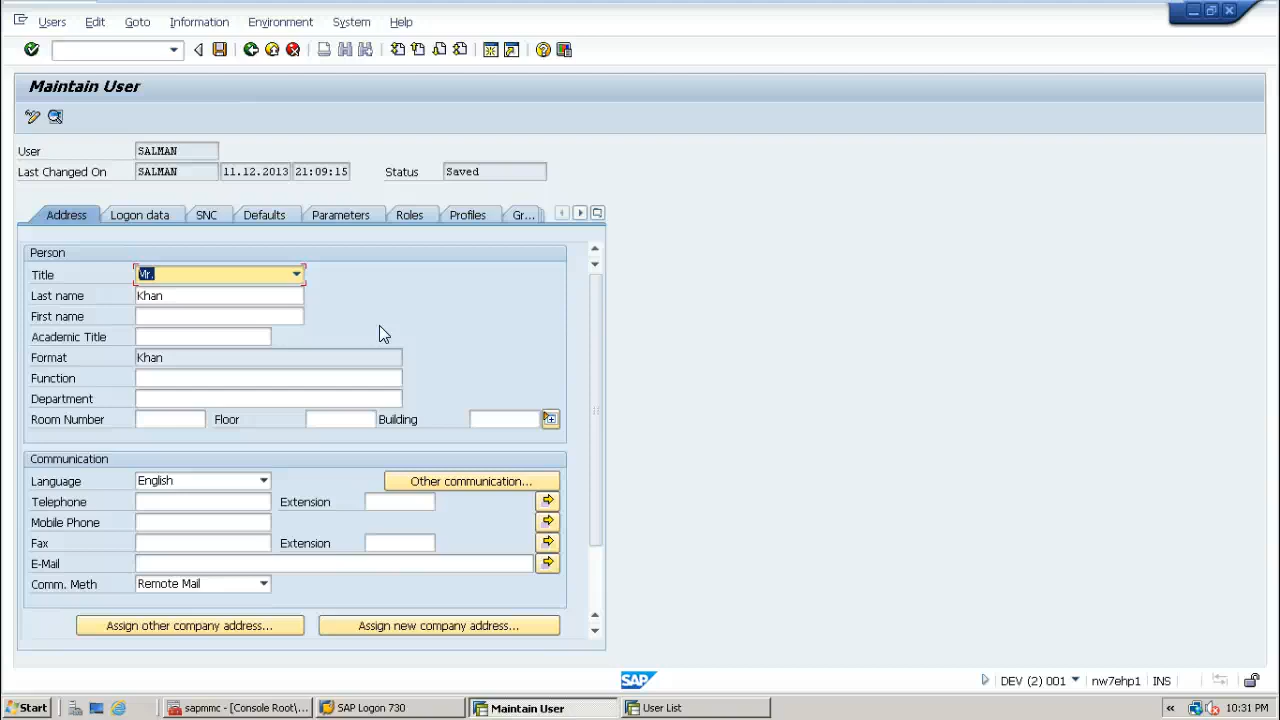 Users Edit Goto Information Environment System Help
Maintain User
User SALMAN
Last Changed On SALMAN 11.12.2013 21:09:15 Status Saved
Address Logon data SNC Defaults Parameters Roles Profiles Gr...
Person
Title Mr.
Last name Khan
First name
Academic Title
Format Khan
Function
Department
Room Number Floor Building
Communication
Language English Other communication...
Telephone Extension
Mobile Phone
Fax Extension
E-Mail
Comm. Meth Remote Mail
Assign other company address... Assign new company address...
SAP DEV (2) 001 nw7ehp1 INS
Start sapmmc - [Console Root\... SAP Logon 730 Maintain User User List « 10:31 PM